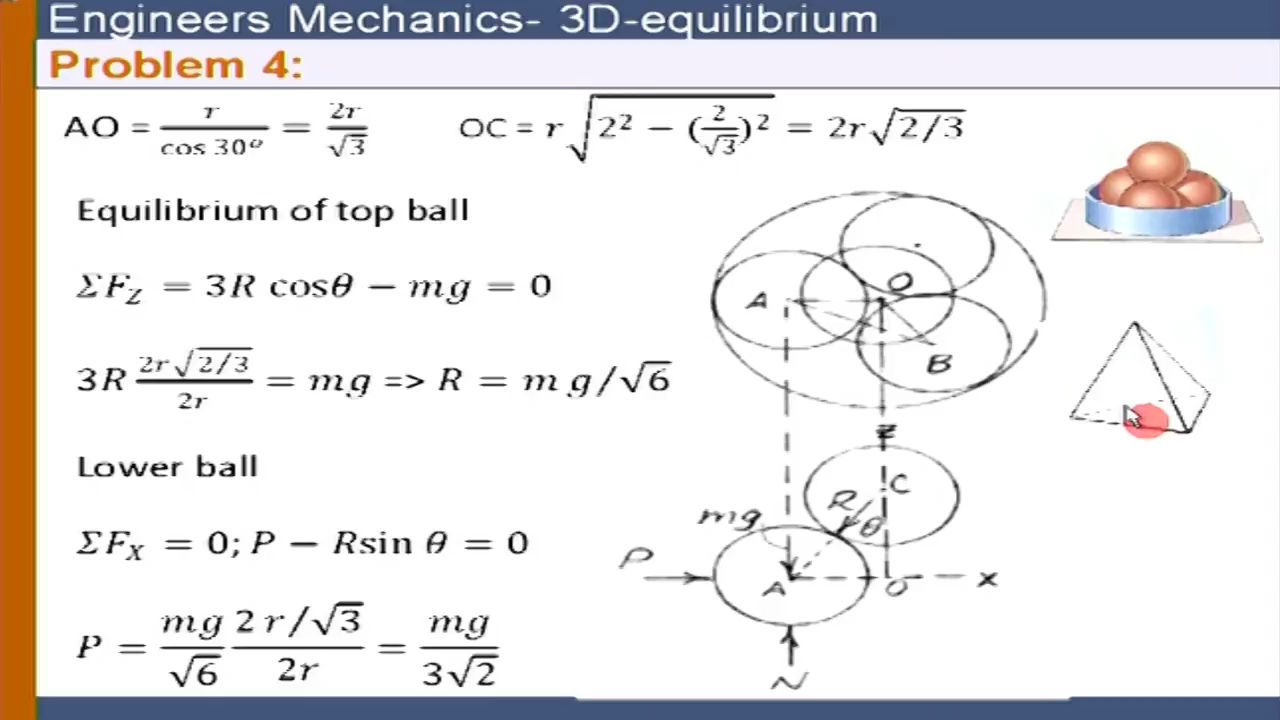 Engineers Mechanics- 3D-equilibrium
Problem 4:
AO = r/cos 30° = 2r/√3 OC = r√(2² − (2/√3)²) = 2r√(2/3)
Equilibrium of top ball
ΣF_Z = 3R cosθ − mg = 0
3R 2r√(2/3)/2r = mg => R = m g/√6
Lower ball
ΣF_X = 0; P − Rsin θ = 0
P = mg/√6 2 r/√3/2r = mg/3√2
A
O
B
Z
C
R
θ
mg
P
A
O
x
N